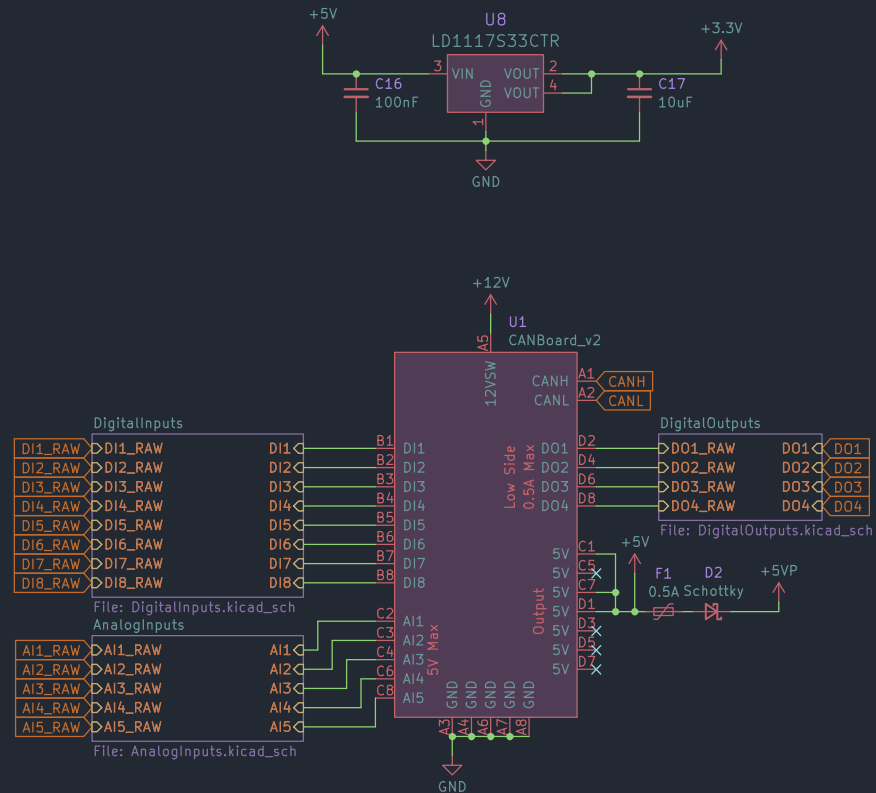 +5V
U8
LD1117S33CTR
+3.3V
3 VIN VOUT 2
VOUT 4
GND
1
C16
100nF
C17
10uF
GND
+12V
A5
U1
CANBoard_v2
12VSW
CANH A1 CANH
CANL A2 CANL
DigitalInputs
DI1_RAW DI1_RAW DI1 B1 DI1
DI2_RAW DI2_RAW DI2 B2 DI2
DI3_RAW DI3_RAW DI3 B3 DI3
DI4_RAW DI4_RAW DI4 B4 DI4
DI5_RAW DI5_RAW DI5 B5 DI5
DI6_RAW DI6_RAW DI6 B6 DI6
DI7_RAW DI7_RAW DI7 B7 DI7
DI8_RAW DI8_RAW DI8 B8 DI8
File: DigitalInputs.kicad_sch
Low Side
0.5A Max
DigitalOutputs
DO1 D2 DO1_RAW DO1 DO1
DO2 D4 DO2_RAW DO2 DO2
DO3 D6 DO3_RAW DO3 DO3
DO4 D8 DO4_RAW DO4 DO4
File: DigitalOutputs.kicad_sch
AnalogInputs
AI1_RAW AI1_RAW AI1 C2 AI1
AI2_RAW AI2_RAW AI2 C3 AI2
AI3_RAW AI3_RAW AI3 C4 AI3
AI4_RAW AI4_RAW AI4 C6 AI4
AI5_RAW AI5_RAW AI5 C8 AI5
File: AnalogInputs.kicad_sch
5V Max
Output
5V C1
5V C5
5V C7
5V D1
5V D3
5V D5
5V D7
+5V
F1
0.5A
D2
Schottky
+5VP
GND GND GND GND GND
A3 A4 A6 A7 A8
GND